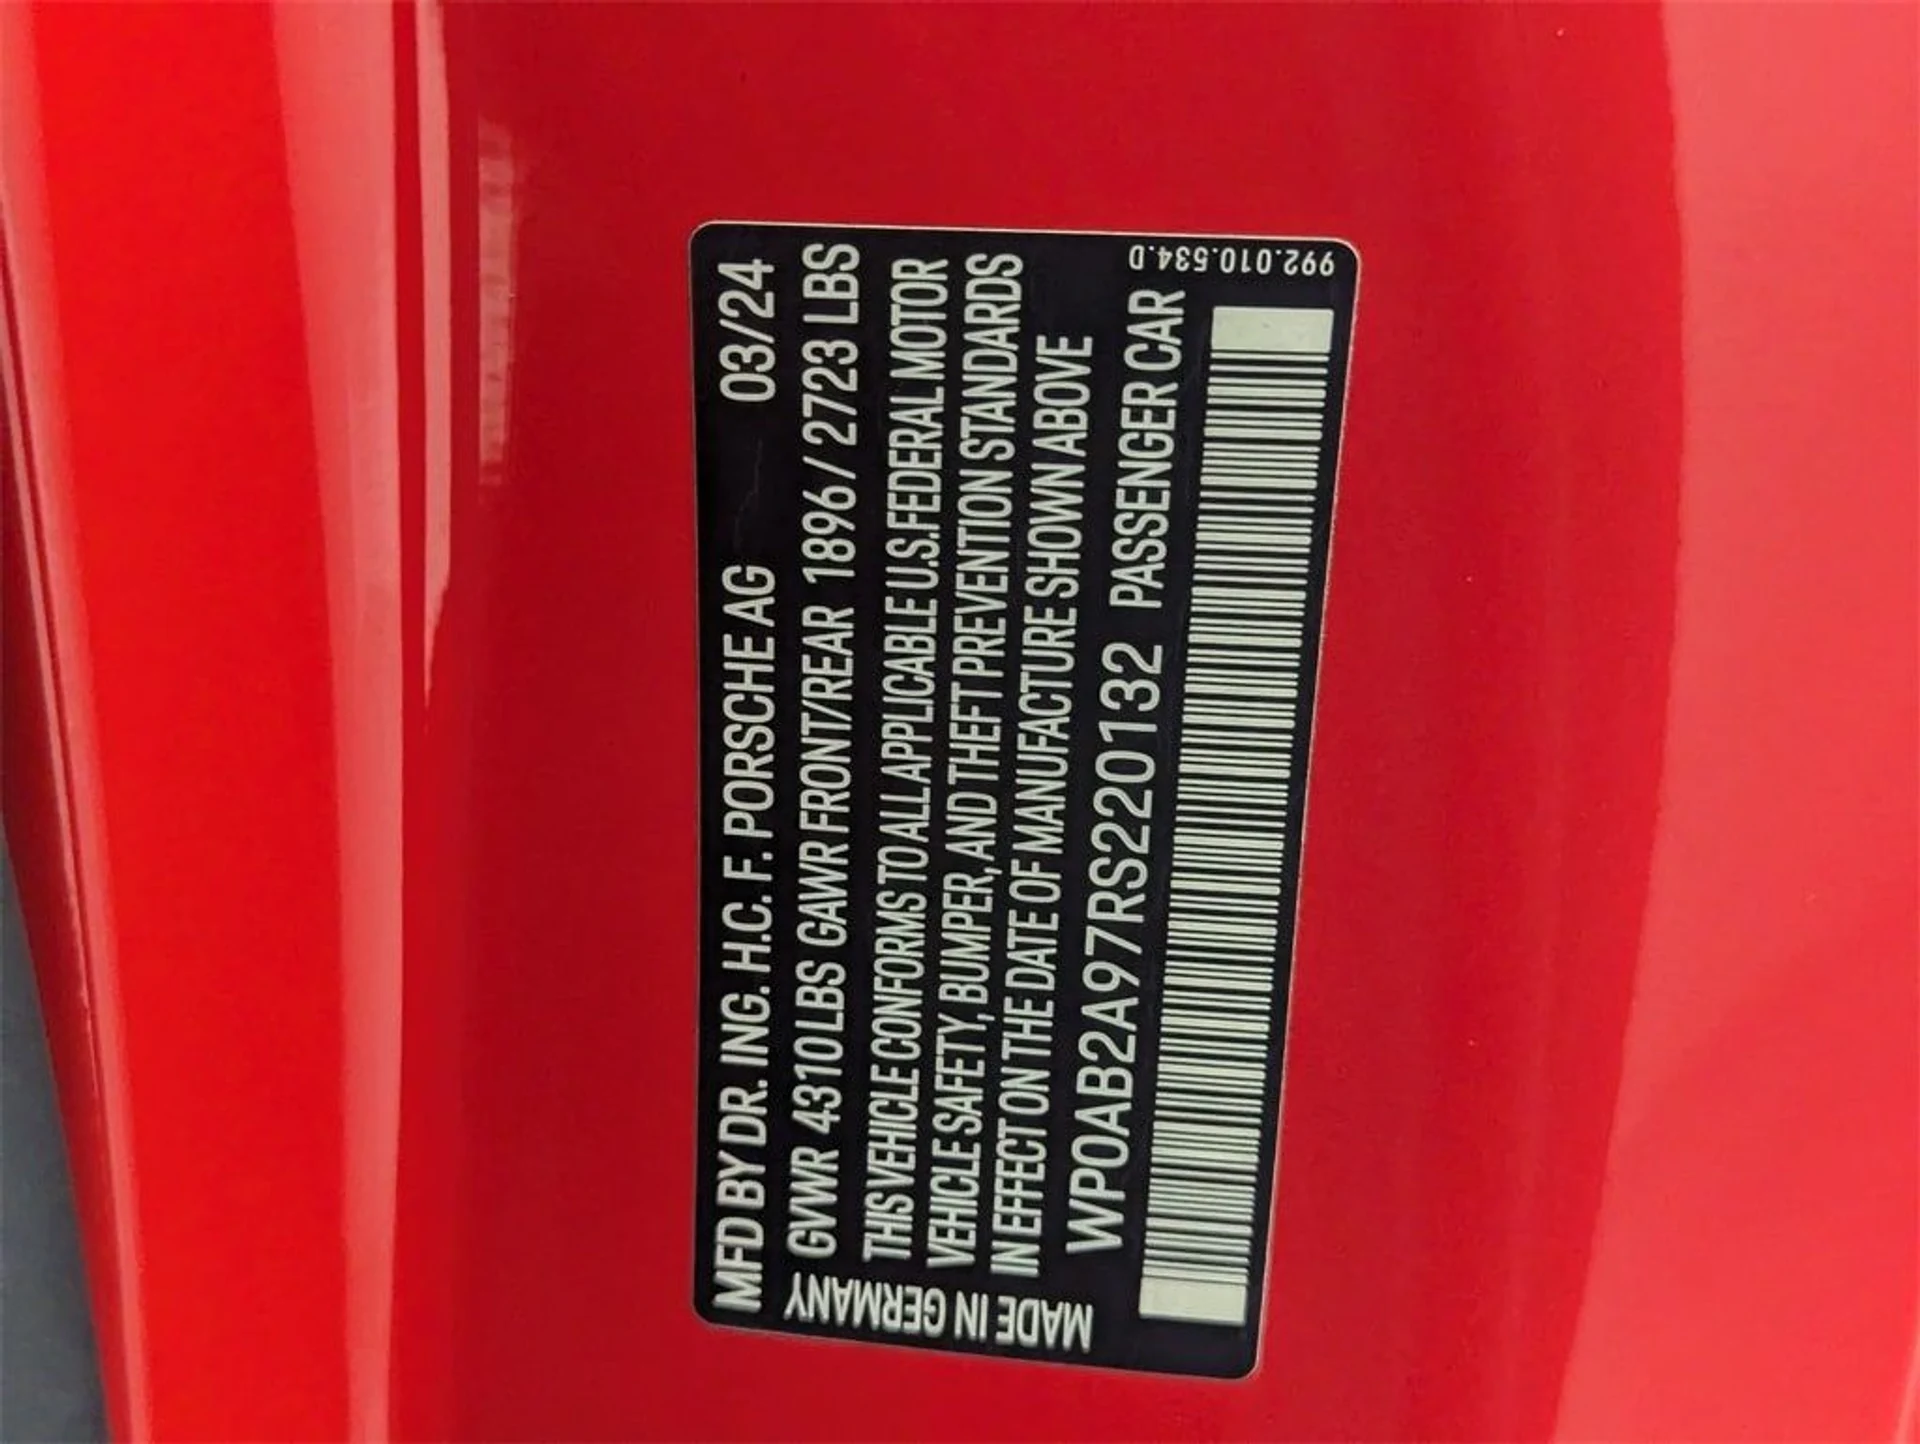 MFD BY DR. ING. H.C. F. PORSCHE AG 03/24
GVWR 4310 LBS GAWR FRONT/REAR 1896/2723 LBS
THIS VEHICLE CONFORMS TO ALL APPLICABLE U.S. FEDERAL MOTOR
VEHICLE SAFETY, BUMPER, AND THEFT PREVENTION STANDARDS
IN EFFECT ON THE DATE OF MANUFACTURE SHOWN ABOVE
WP0AB2A97RS220132 PASSENGER CAR
MADE IN GERMANY
992.010.534.D